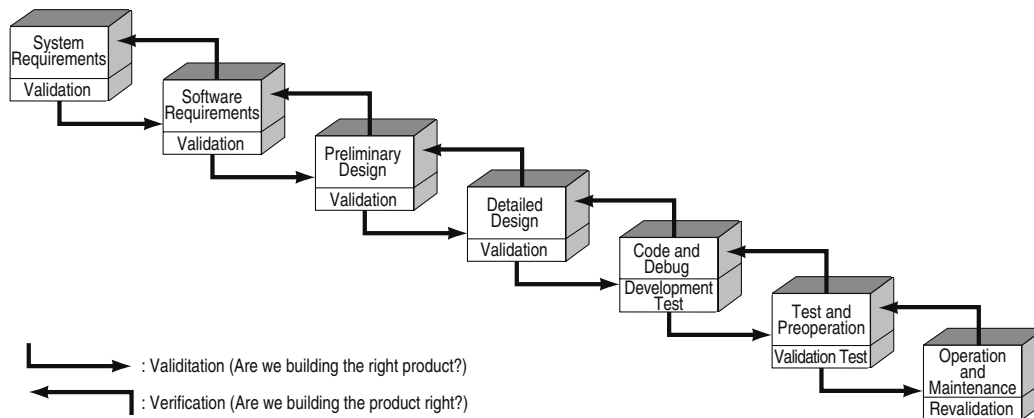 System
Requirements
Validation
Software
Requirements
Validation
Preliminary
Design
Validation
Detailed
Design
Validation
Code and
Debug
Development
Test
Test and
Preoperation
Validation Test
Operation
and
Maintenance
Revalidation
: Validitation (Are we building the right product?)
: Verification (Are we building the product right?)